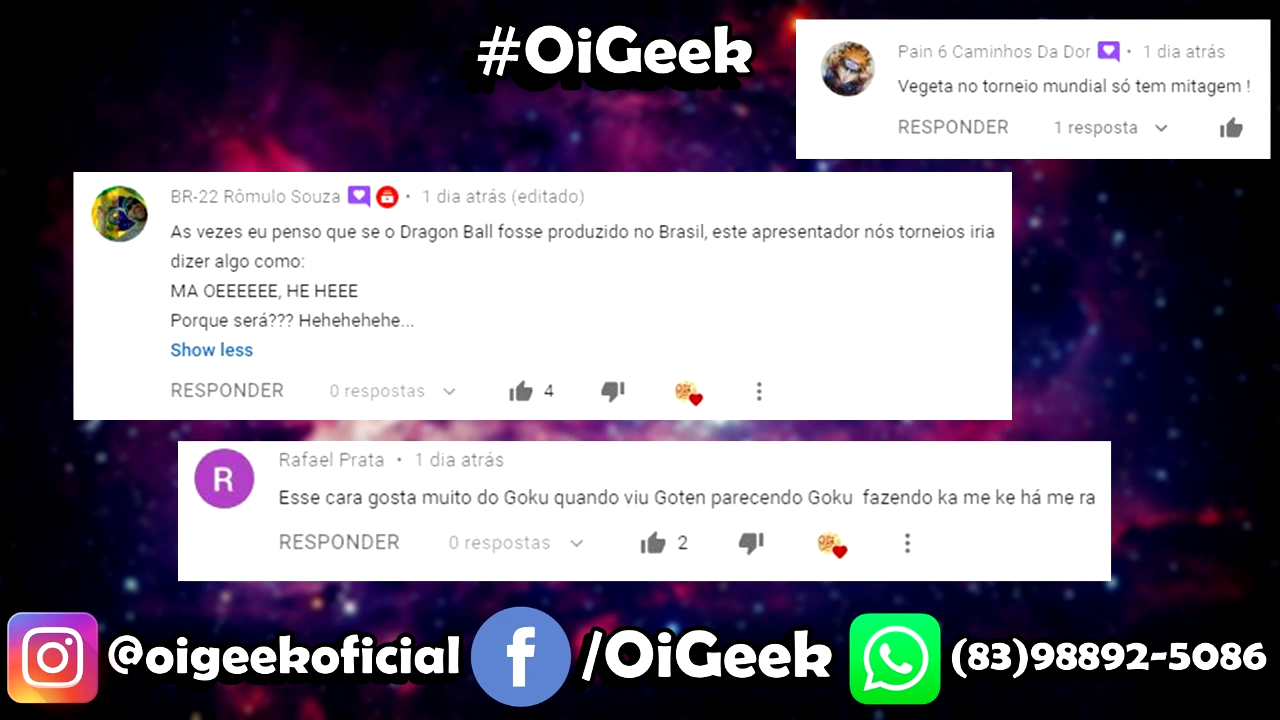 #OiGeek
Pain 6 Caminhos Da Dor • 1 dia atrás
Vegeta no torneio mundial só tem mitagem !
RESPONDER 1 resposta
BR-22 Rômulo Souza • 1 dia atrás (editado)
As vezes eu penso que se o Dragon Ball fosse produzido no Brasil, este apresentador nós torneios iria
dizer algo como:
MA OEEEEEE, HE HEEE
Porque será??? Hehehehehe...
Show less
RESPONDER 0 respostas 4
R
Rafael Prata • 1 dia atrás
Esse cara gosta muito do Goku quando viu Goten parecendo Goku fazendo ka me ke há me ra
RESPONDER 0 respostas 2
@oigeekoficial f /OiGeek (83)98892-5086